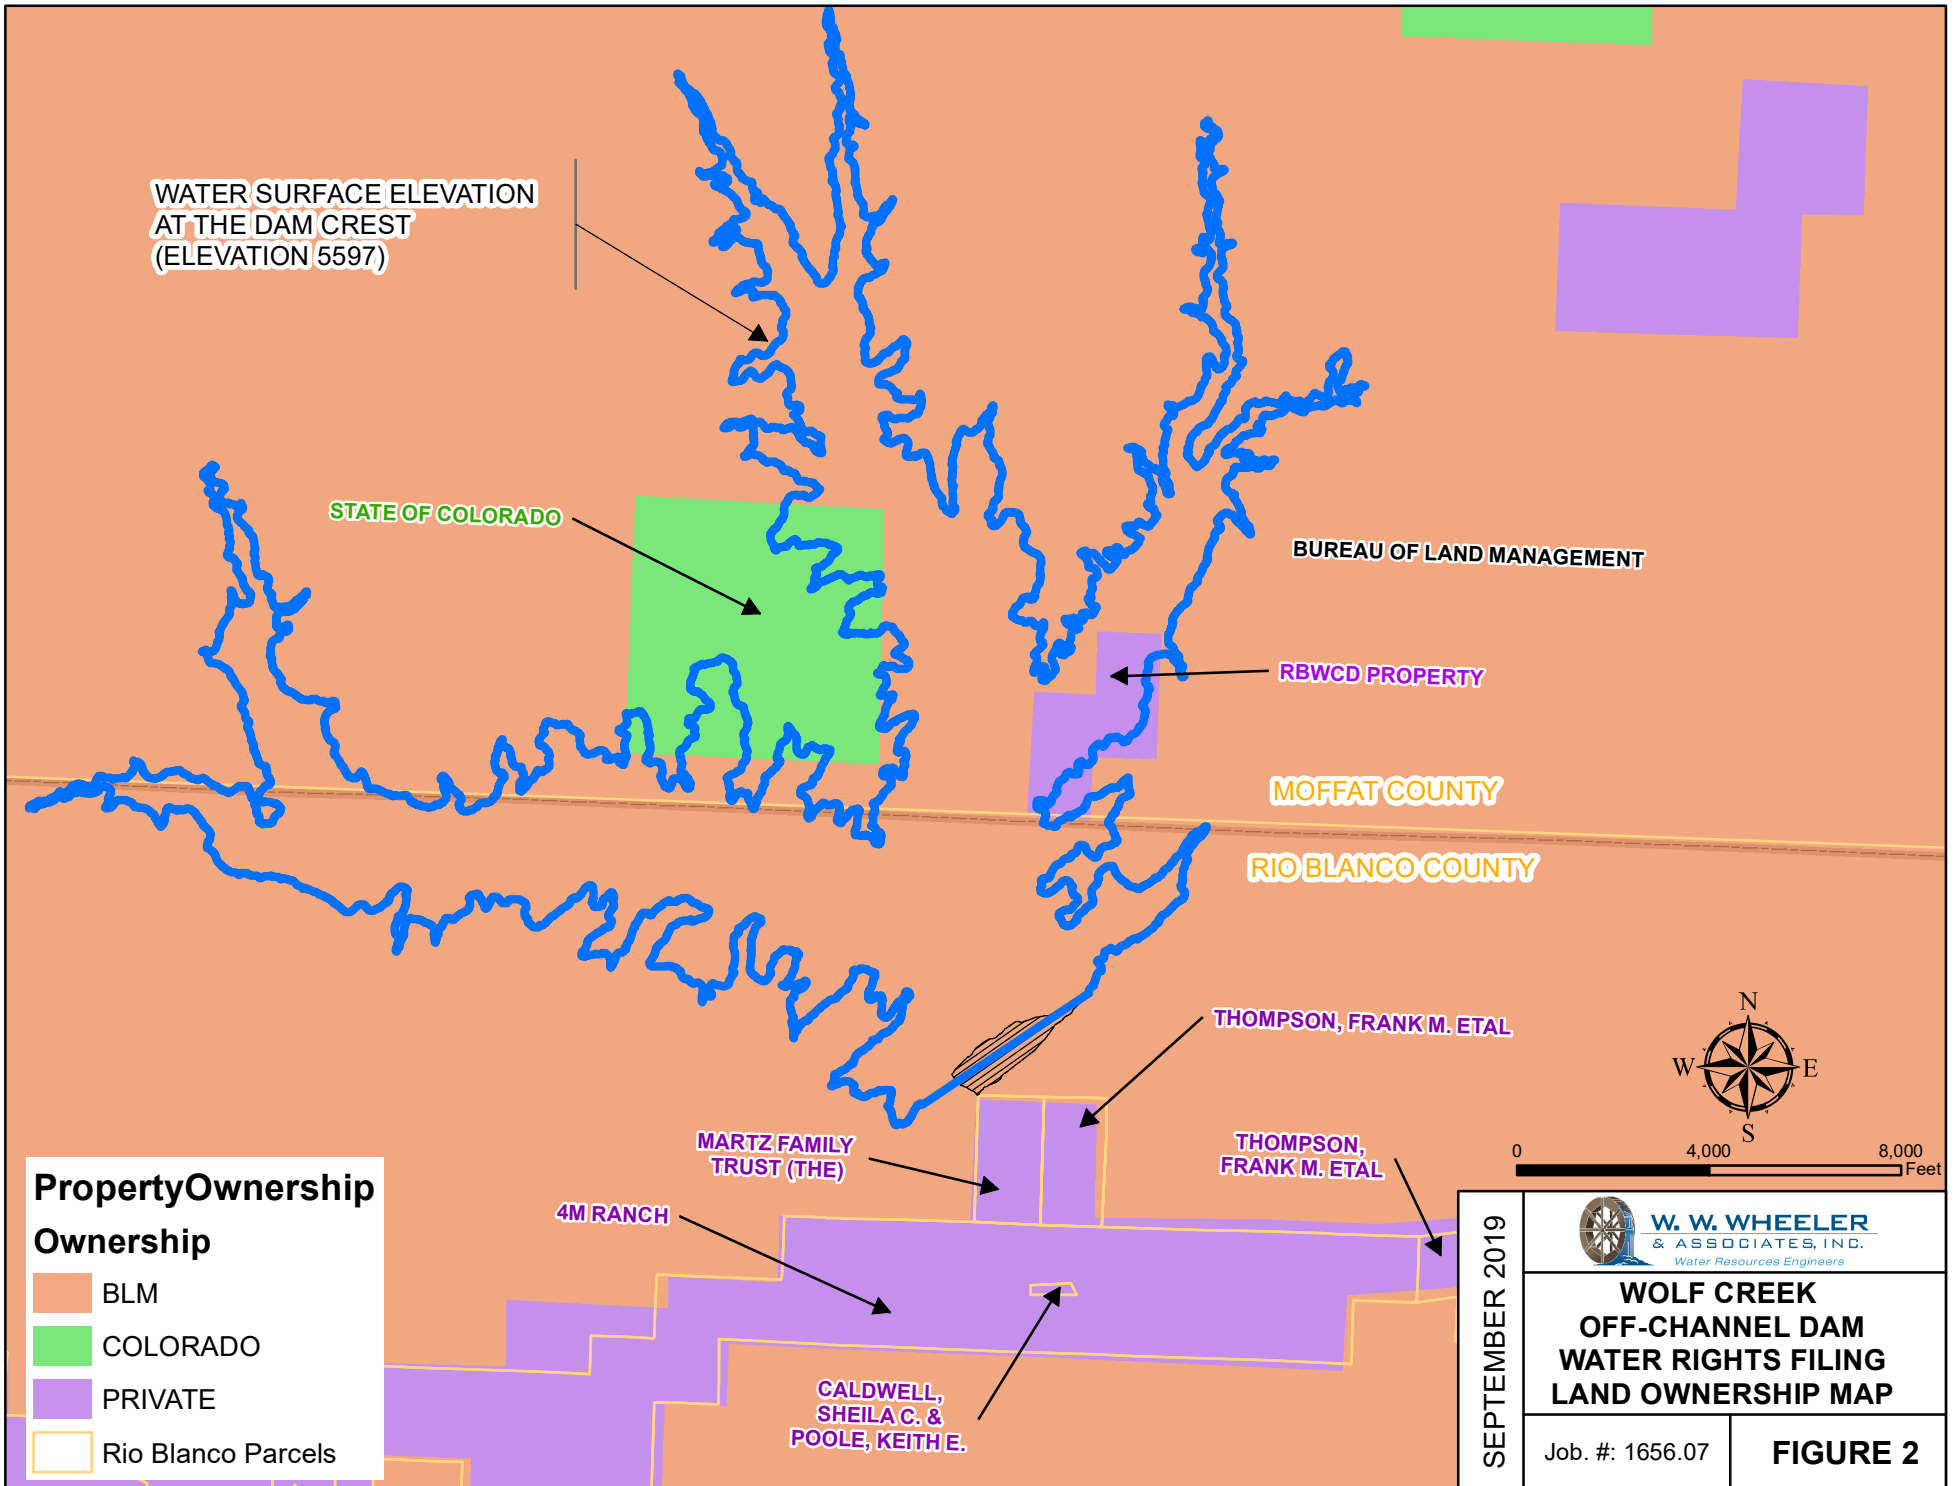 WATER SURFACE ELEVATION
AT THE DAM CREST
(ELEVATION 5597)
STATE OF COLORADO
BUREAU OF LAND MANAGEMENT
RBWCD PROPERTY
MOFFAT COUNTY
RIO BLANCO COUNTY
THOMPSON, FRANK M. ETAL
MARTZ FAMILY
TRUST (THE)
THOMPSON,
FRANK M. ETAL
4M RANCH
CALDWELL,
SHEILA C. &
POOLE, KEITH E.
N
W
E
S
0 4,000 8,000
Feet
PropertyOwnership
Ownership
BLM
COLORADO
PRIVATE
Rio Blanco Parcels
SEPTEMBER 2019
W. W. WHEELER
& ASSOCIATES, INC.
Water Resources Engineers
WOLF CREEK
OFF-CHANNEL DAM
WATER RIGHTS FILING
LAND OWNERSHIP MAP
Job. #: 1656.07
FIGURE 2